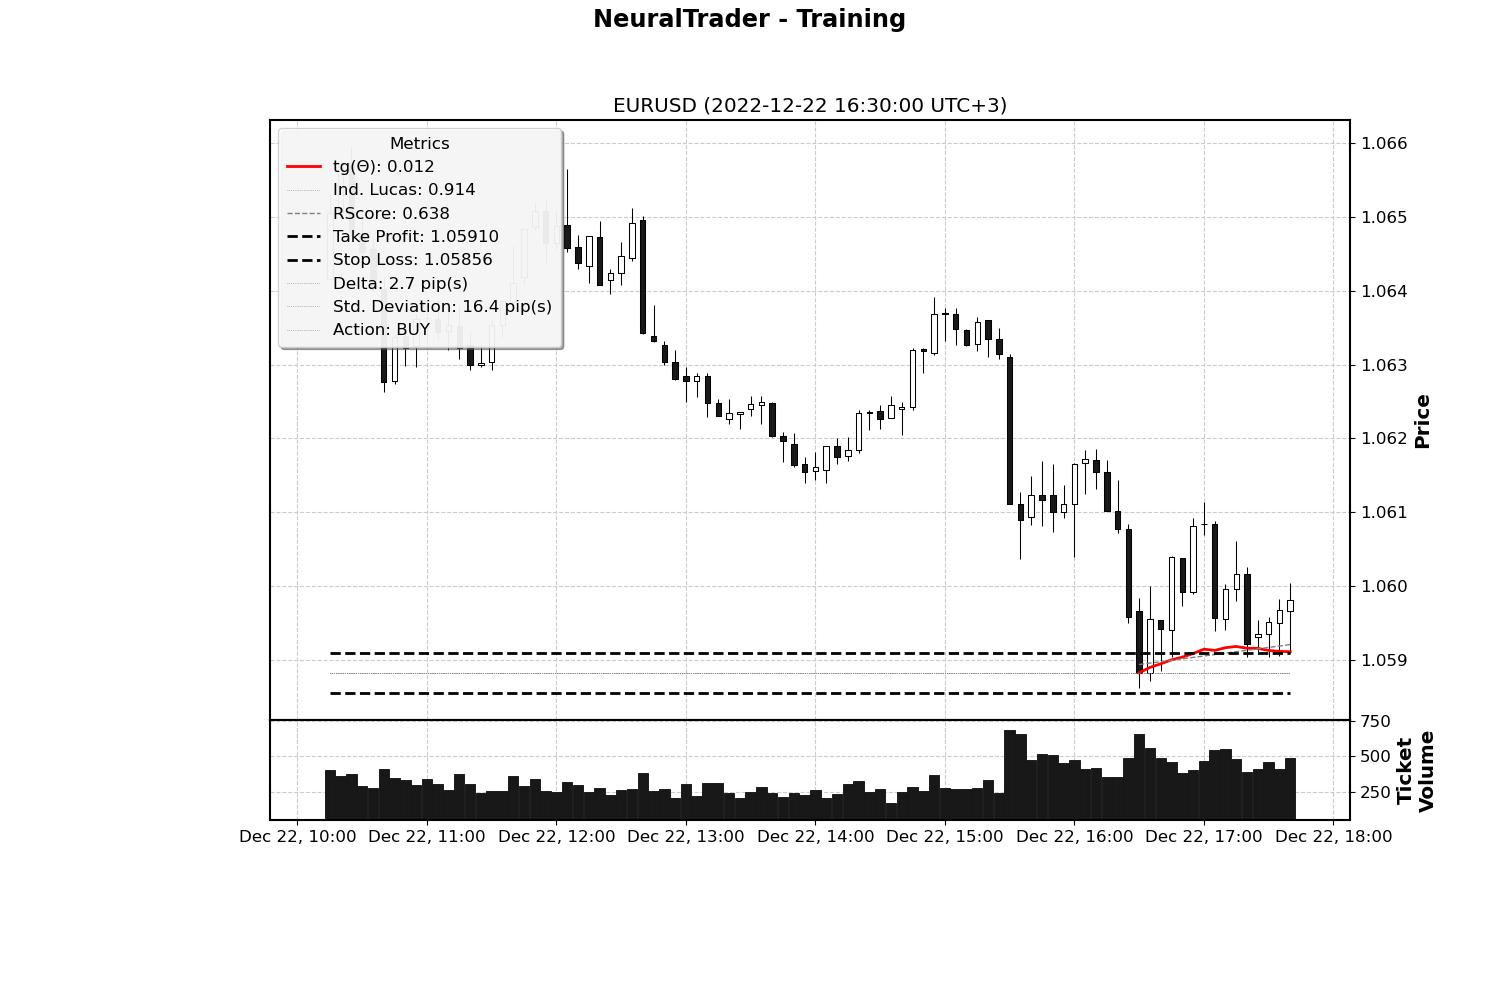 NeuralTrader - Training
EURUSD (2022-12-22 16:30:00 UTC+3)
Metrics
tg(Θ): 0.012
Ind. Lucas: 0.914
RScore: 0.638
Take Profit: 1.05910
Stop Loss: 1.05856
Delta: 2.7 pip(s)
Std. Deviation: 16.4 pip(s)
Action: BUY
1.066
1.065
1.064
1.063
1.062
1.061
1.060
1.059
Price
750
500
250
Ticket
Volume
Dec 22, 10:00 Dec 22, 11:00 Dec 22, 12:00 Dec 22, 13:00 Dec 22, 14:00 Dec 22, 15:00 Dec 22, 16:00 Dec 22, 17:00 Dec 22, 18:00